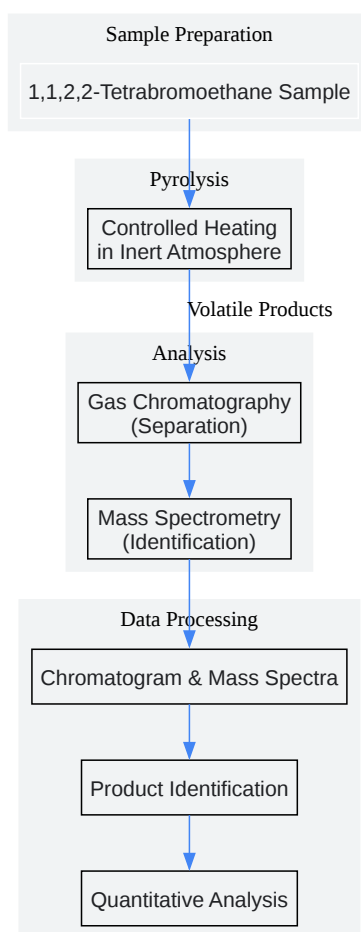 Sample Preparation
1,1,2,2-Tetrabromoethane Sample
Pyrolysis
Controlled Heating
in Inert Atmosphere
Volatile Products
Analysis
Gas Chromatography
(Separation)
Mass Spectrometry
(Identification)
Data Processing
Chromatogram & Mass Spectra
Product Identification
Quantitative Analysis